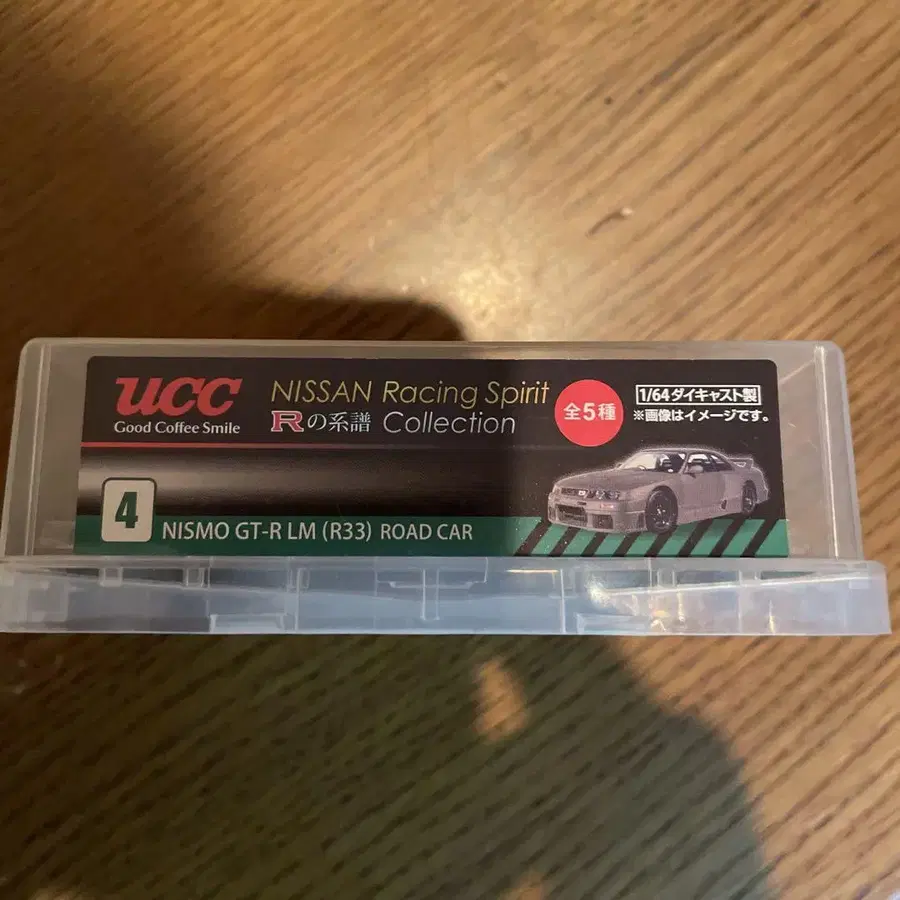 UCC
Good Coffee Smile
NISSAN Racing Spirit
Rの系譜 Collection
全5種
1/64ダイキャスト製
※画像はイメージです。
4
NISMO GT-R LM (R33) ROAD CAR